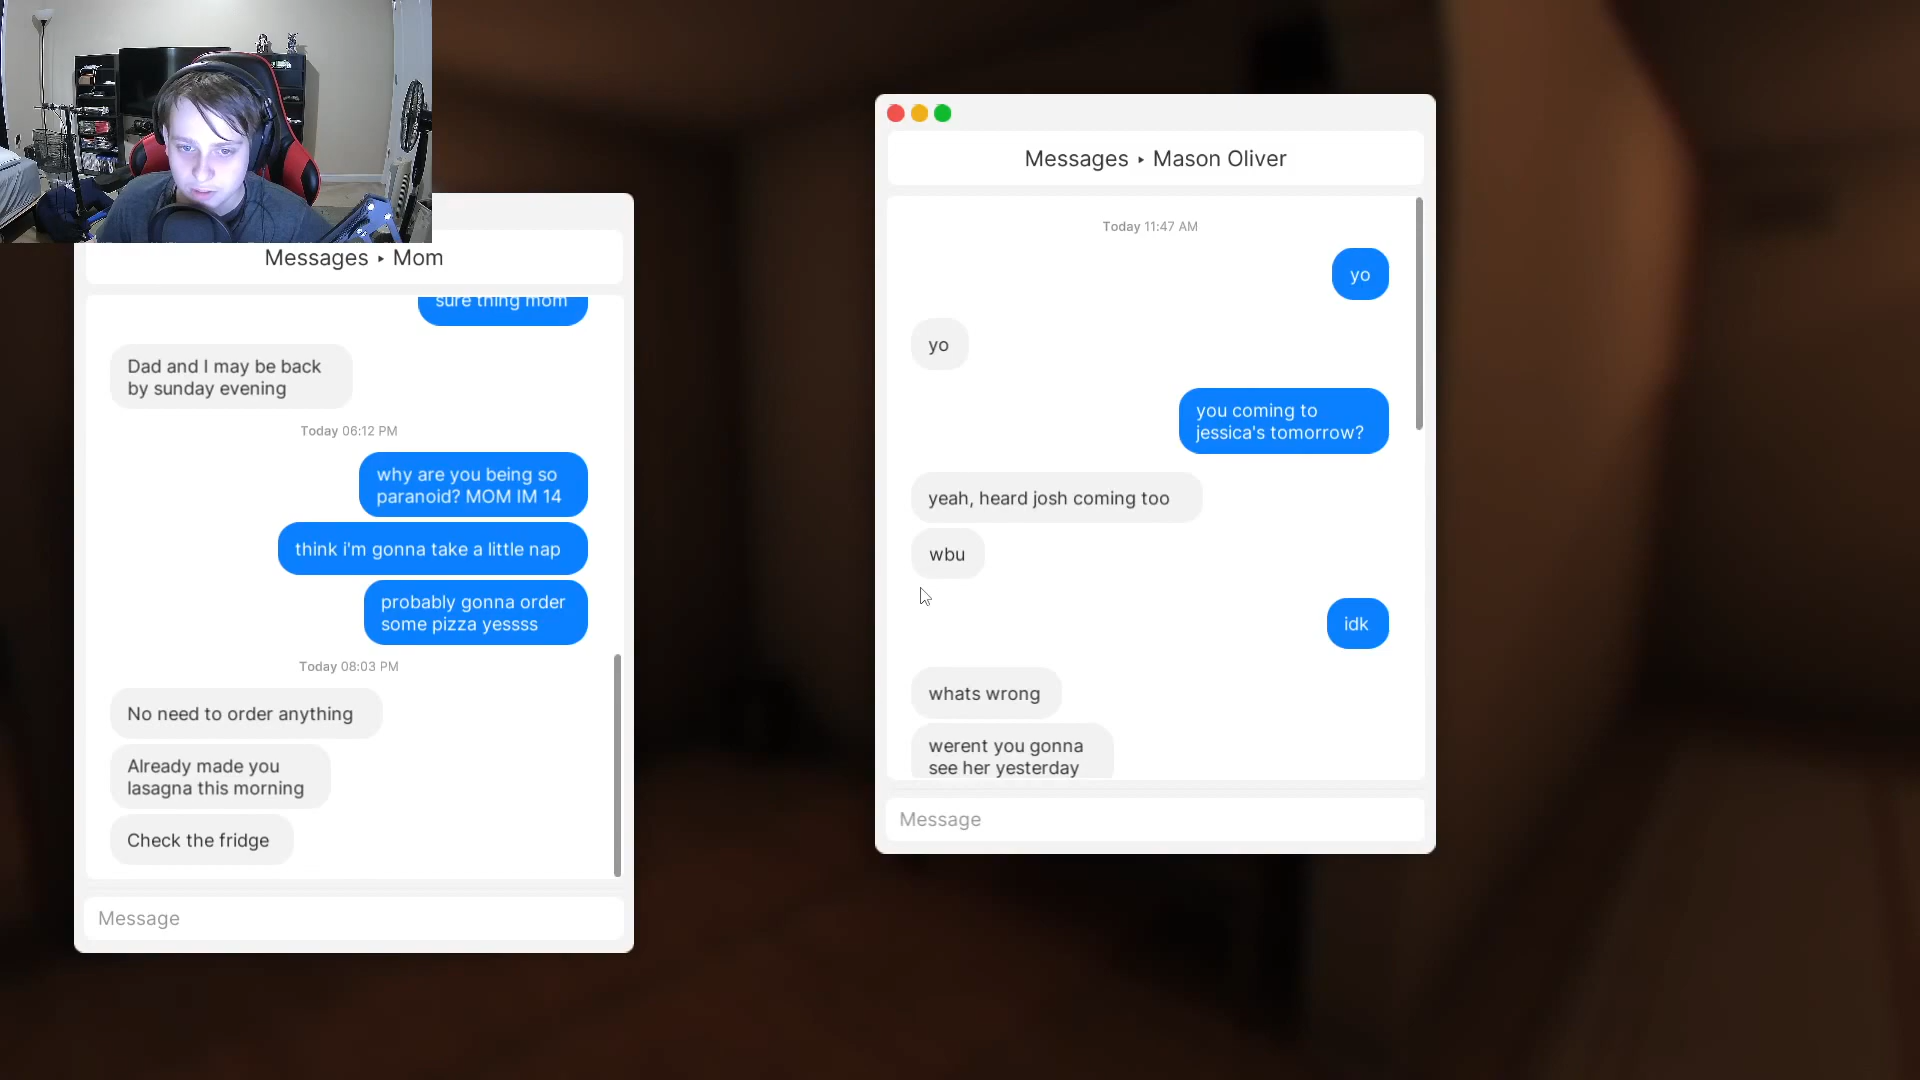 Messages ‣ Mom
sure thing mom
Dad and I may be back
by sunday evening
Today 06:12 PM
why are you being so
paranoid? MOM IM 14
think i'm gonna take a little nap
probably gonna order
some pizza yessss
Today 08:03 PM
No need to order anything
Already made you
lasagna this morning
Check the fridge
Message
Messages ‣ Mason Oliver
Today 11:47 AM
yo
yo
you coming to
jessica's tomorrow?
yeah, heard josh coming too
wbu
idk
whats wrong
werent you gonna
see her yesterday
Message